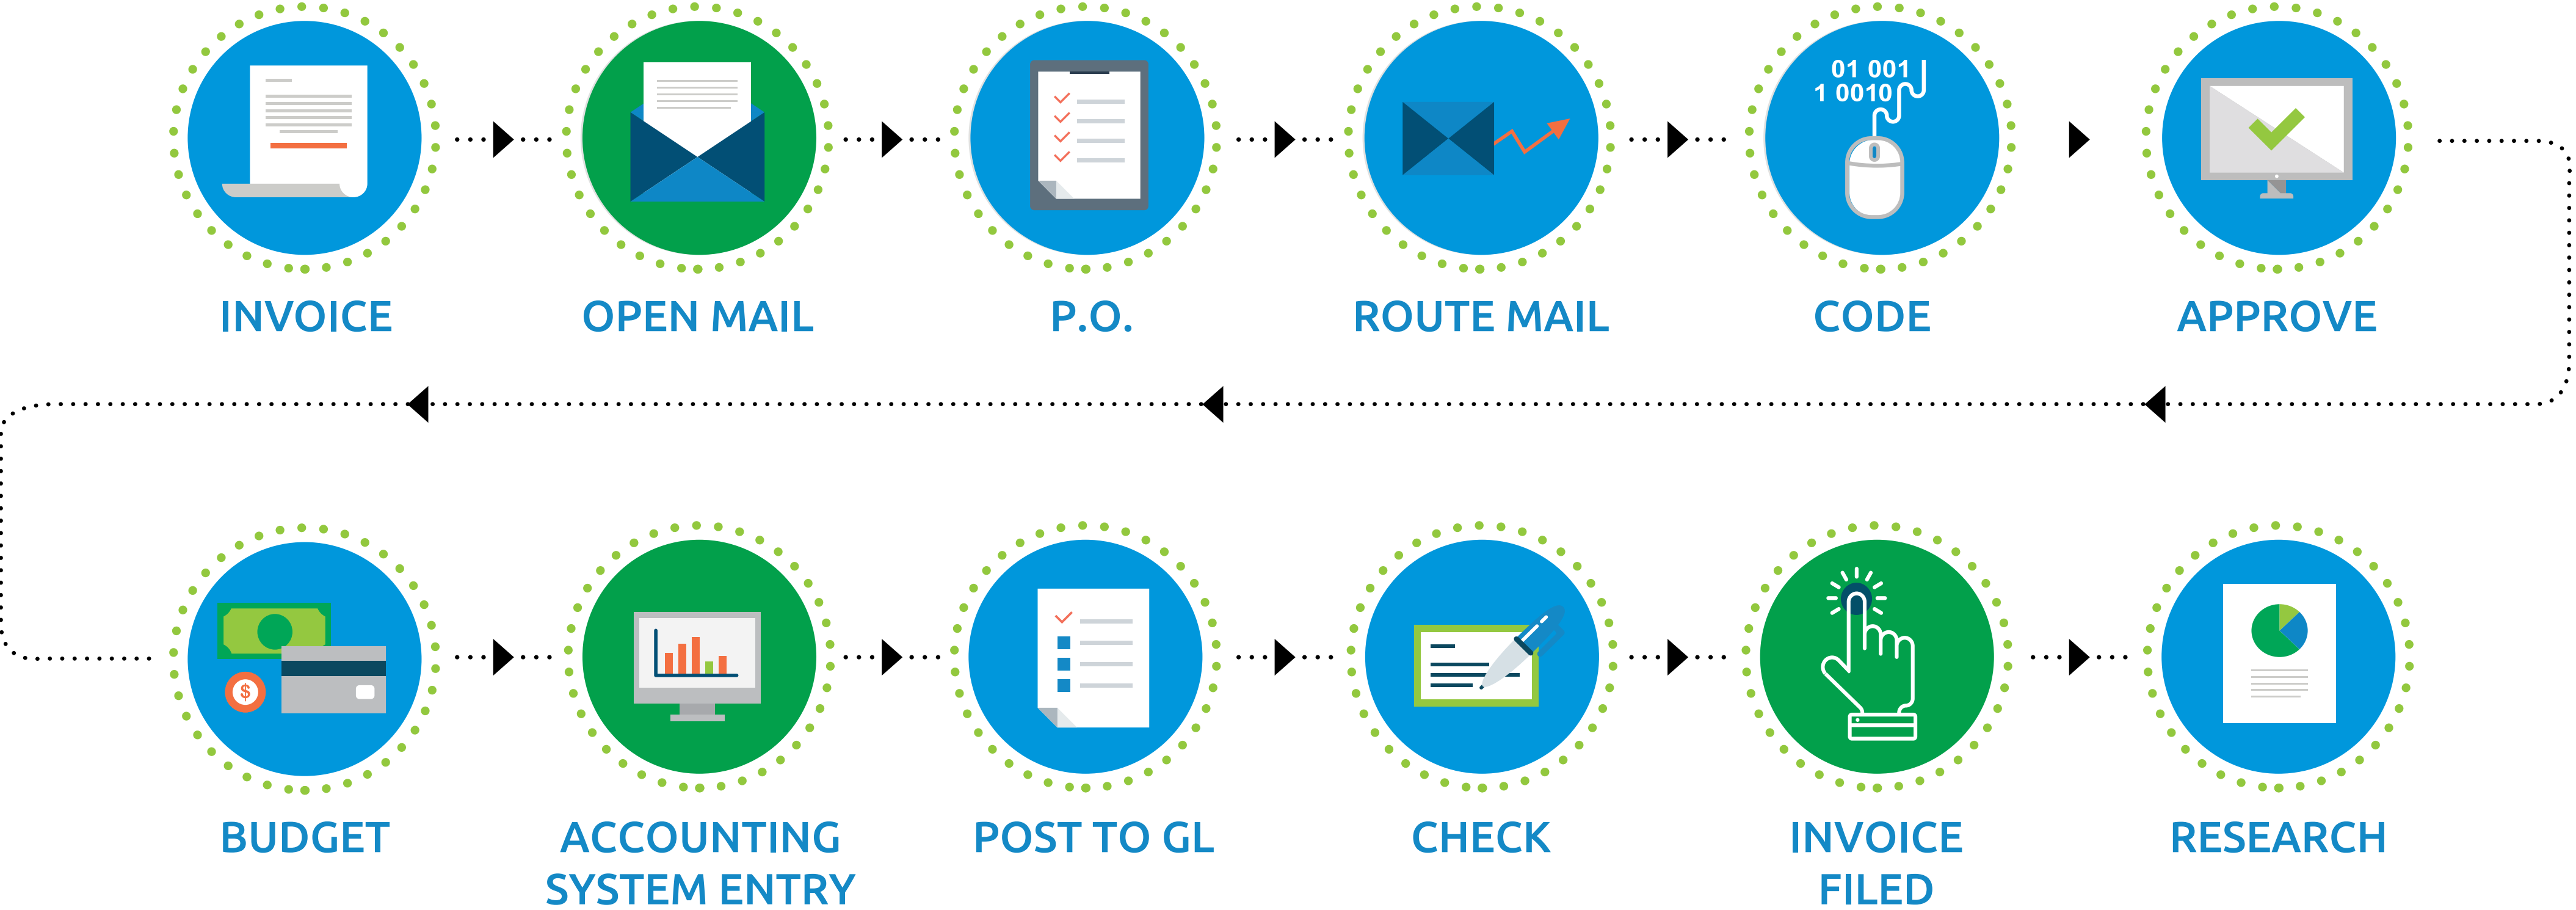 01 001
1 0010
INVOICE
OPEN MAIL
P.O.
ROUTE MAIL
CODE
APPROVE
$
BUDGET
ACCOUNTING
SYSTEM ENTRY
POST TO GL
CHECK
INVOICE
FILED
RESEARCH